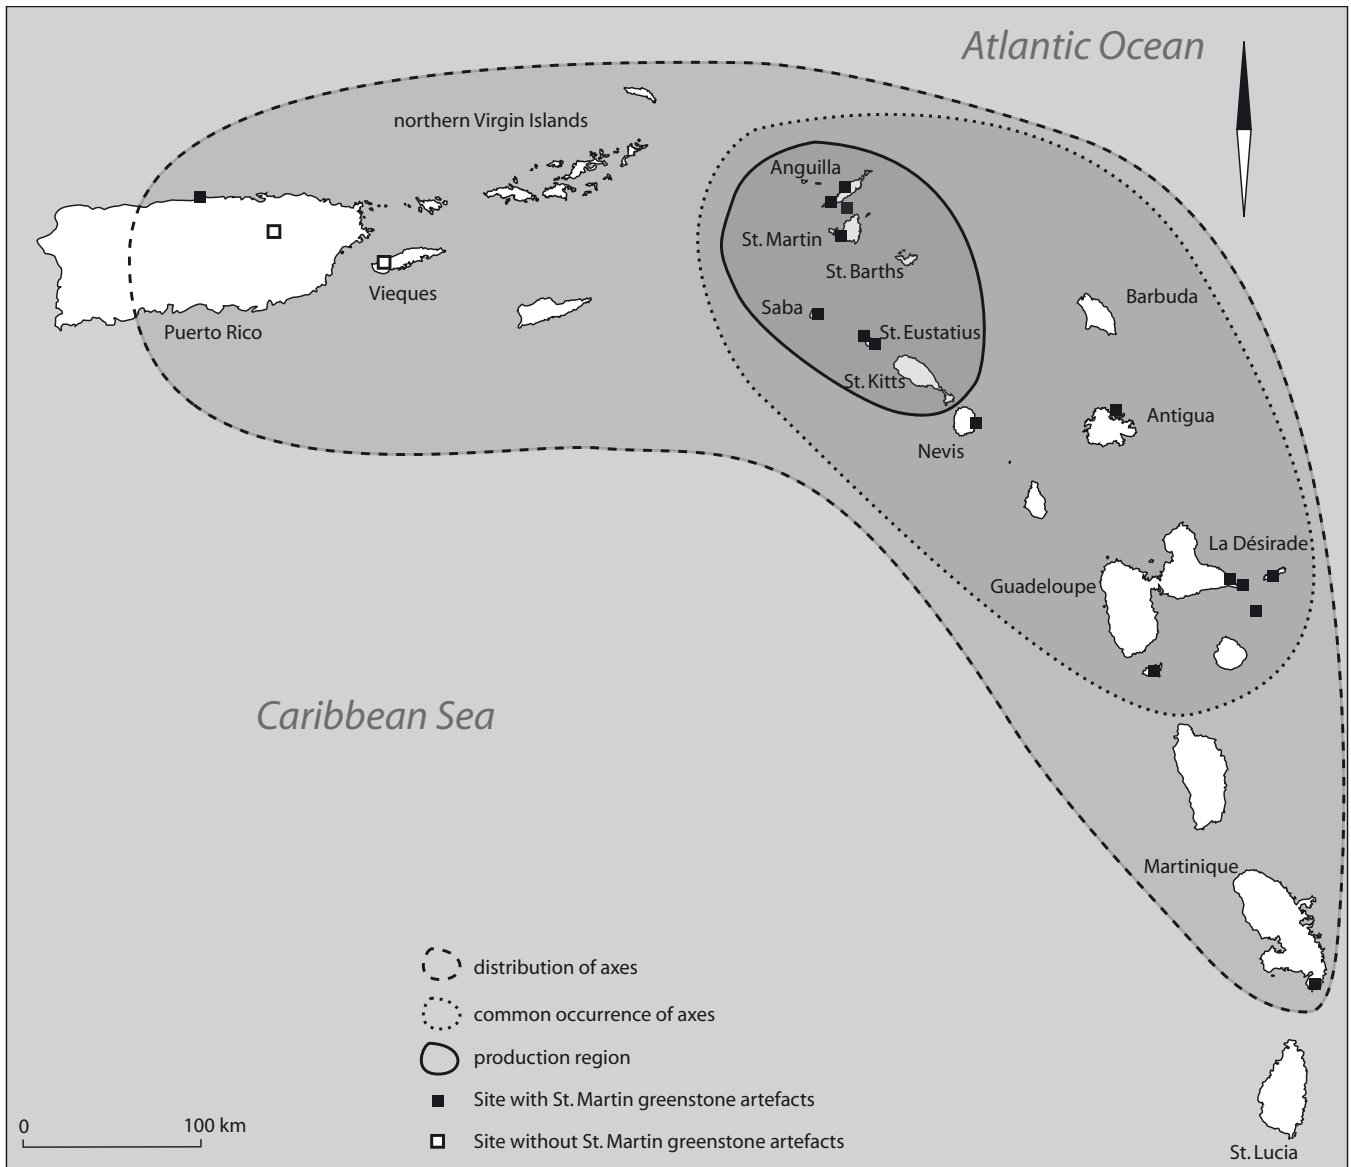 Atlantic Ocean
northern Virgin Islands
Anguilla
St. Martin
St. Barths
Vieques
Saba
Barbuda
Puerto Rico
St. Eustatius
St. Kitts
Antigua
Nevis
La Désirade
Guadeloupe
Caribbean Sea
Martinique
distribution of axes
common occurrence of axes
production region
Site with St. Martin greenstone artefacts
0 100 km
Site without St. Martin greenstone artefacts
St. Lucia